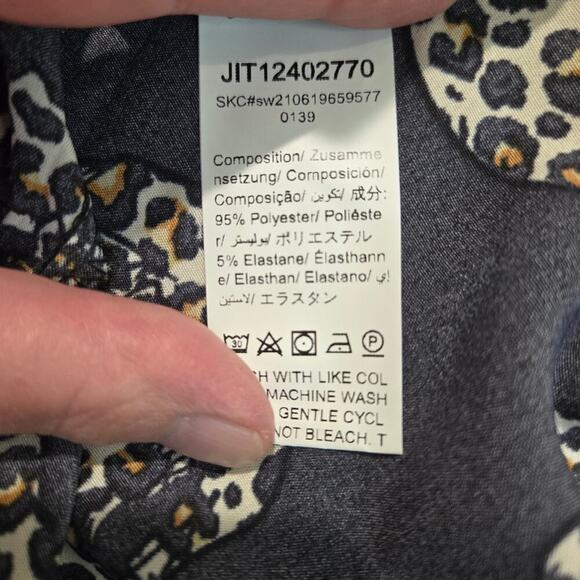 JIT12402770
SKC#sw210619659577
0139
Composition/ Zusamme
nsetzung/ Composición/
Composição/ تكوين/ 成分:
95% Polyester/ Polièste
r/ بوليستر/ ポリエステル
5% Elastane/ Élasthann
e/ Elasthan/ Elastano/ إي
لاستين/ エラスタン
30 P
H WITH LIKE COL
MACHINE WASH
GENTLE CYCL
NOT BLEACH. T